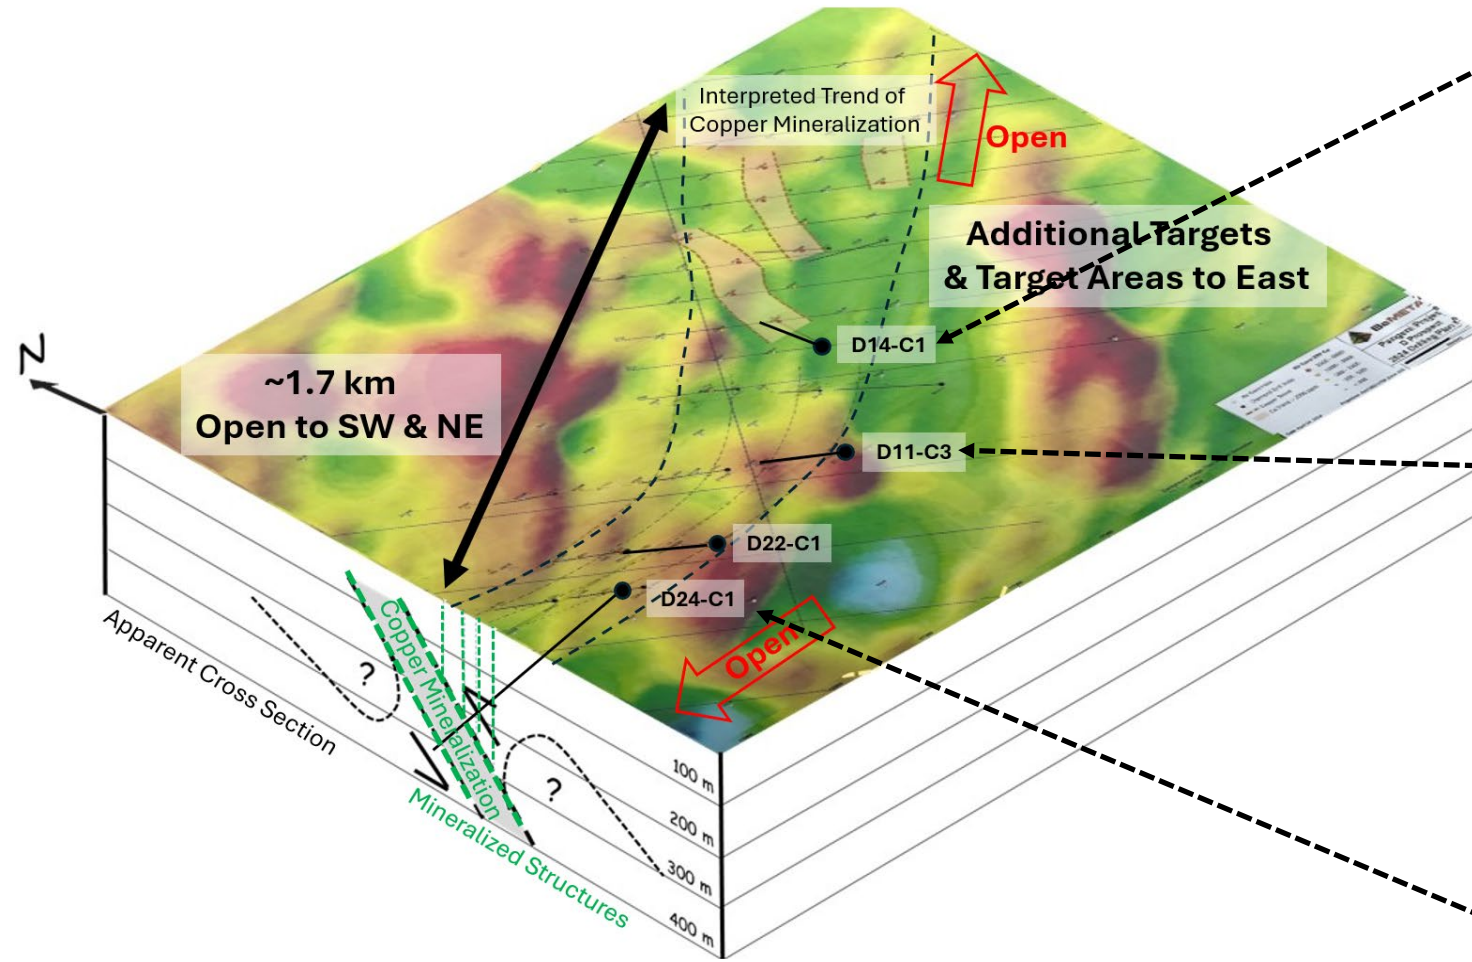 Interpreted Trend of
Copper Mineralization
Open
Additional Targets
& Target Areas to East
N
D14-C1
~1.7 km
Open to SW & NE
D11-C3
D22-C1
D24-C1
Open
Copper Mineralization
?
?
Apparent Cross Section
Mineralized Structures
100 m
200 m
300 m
400 m